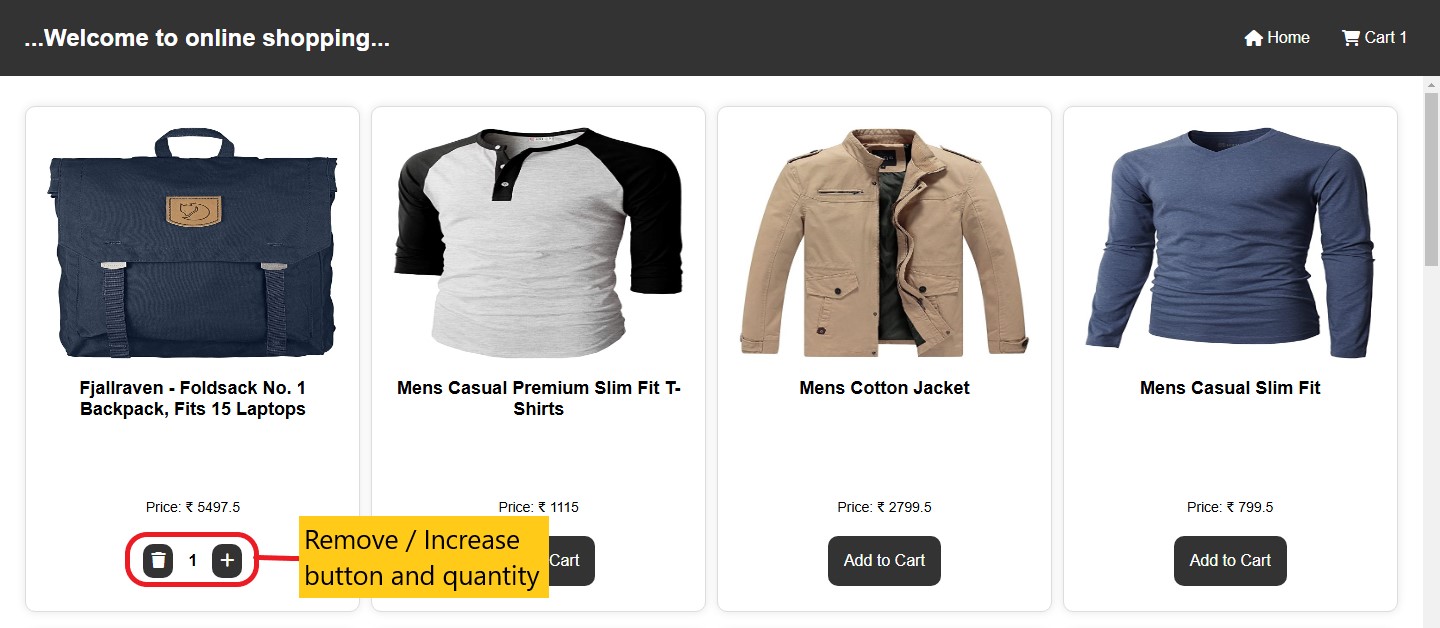 ...Welcome to online shopping...
Home
Cart 1
Fjallraven - Foldsack No. 1
Backpack, Fits 15 Laptops
Price: ₹ 5497.5
1
Remove / Increase
button and quantity
Mens Casual Premium Slim Fit T-
Shirts
Price: ₹ 1115
Cart
Mens Cotton Jacket
Price: ₹ 2799.5
Add to Cart
Mens Casual Slim Fit
Price: ₹ 799.5
Add to Cart